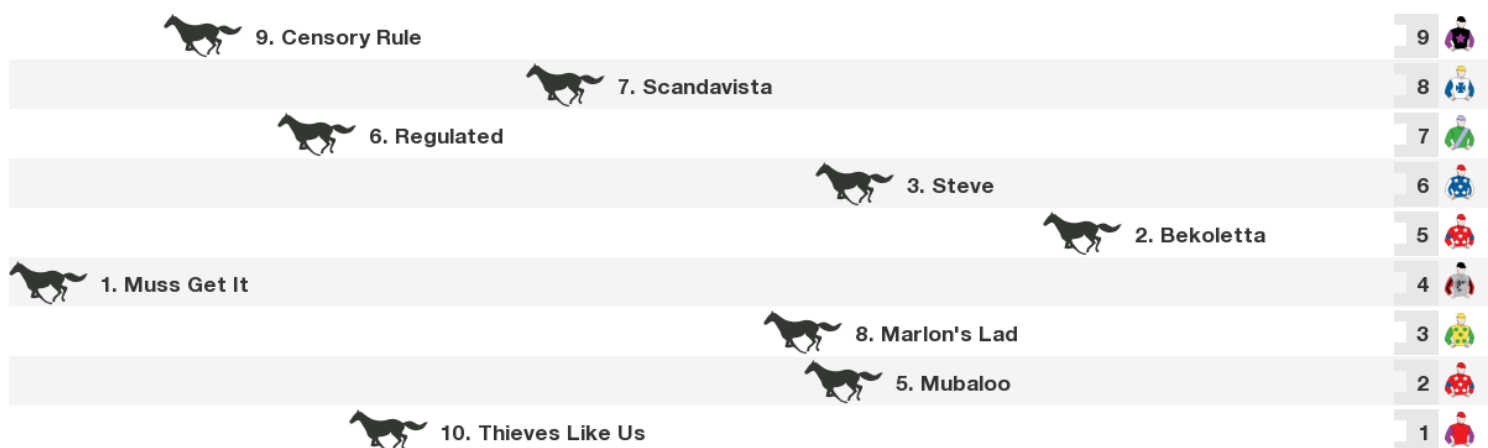 9. Censory Rule 9
7. Scandavista 8
6. Regulated 7
3. Steve 6
2. Bekoletta 5
1. Muss Get It 4
8. Marlon's Lad 3
5. Mubaloo 2
10. Thieves Like Us 1